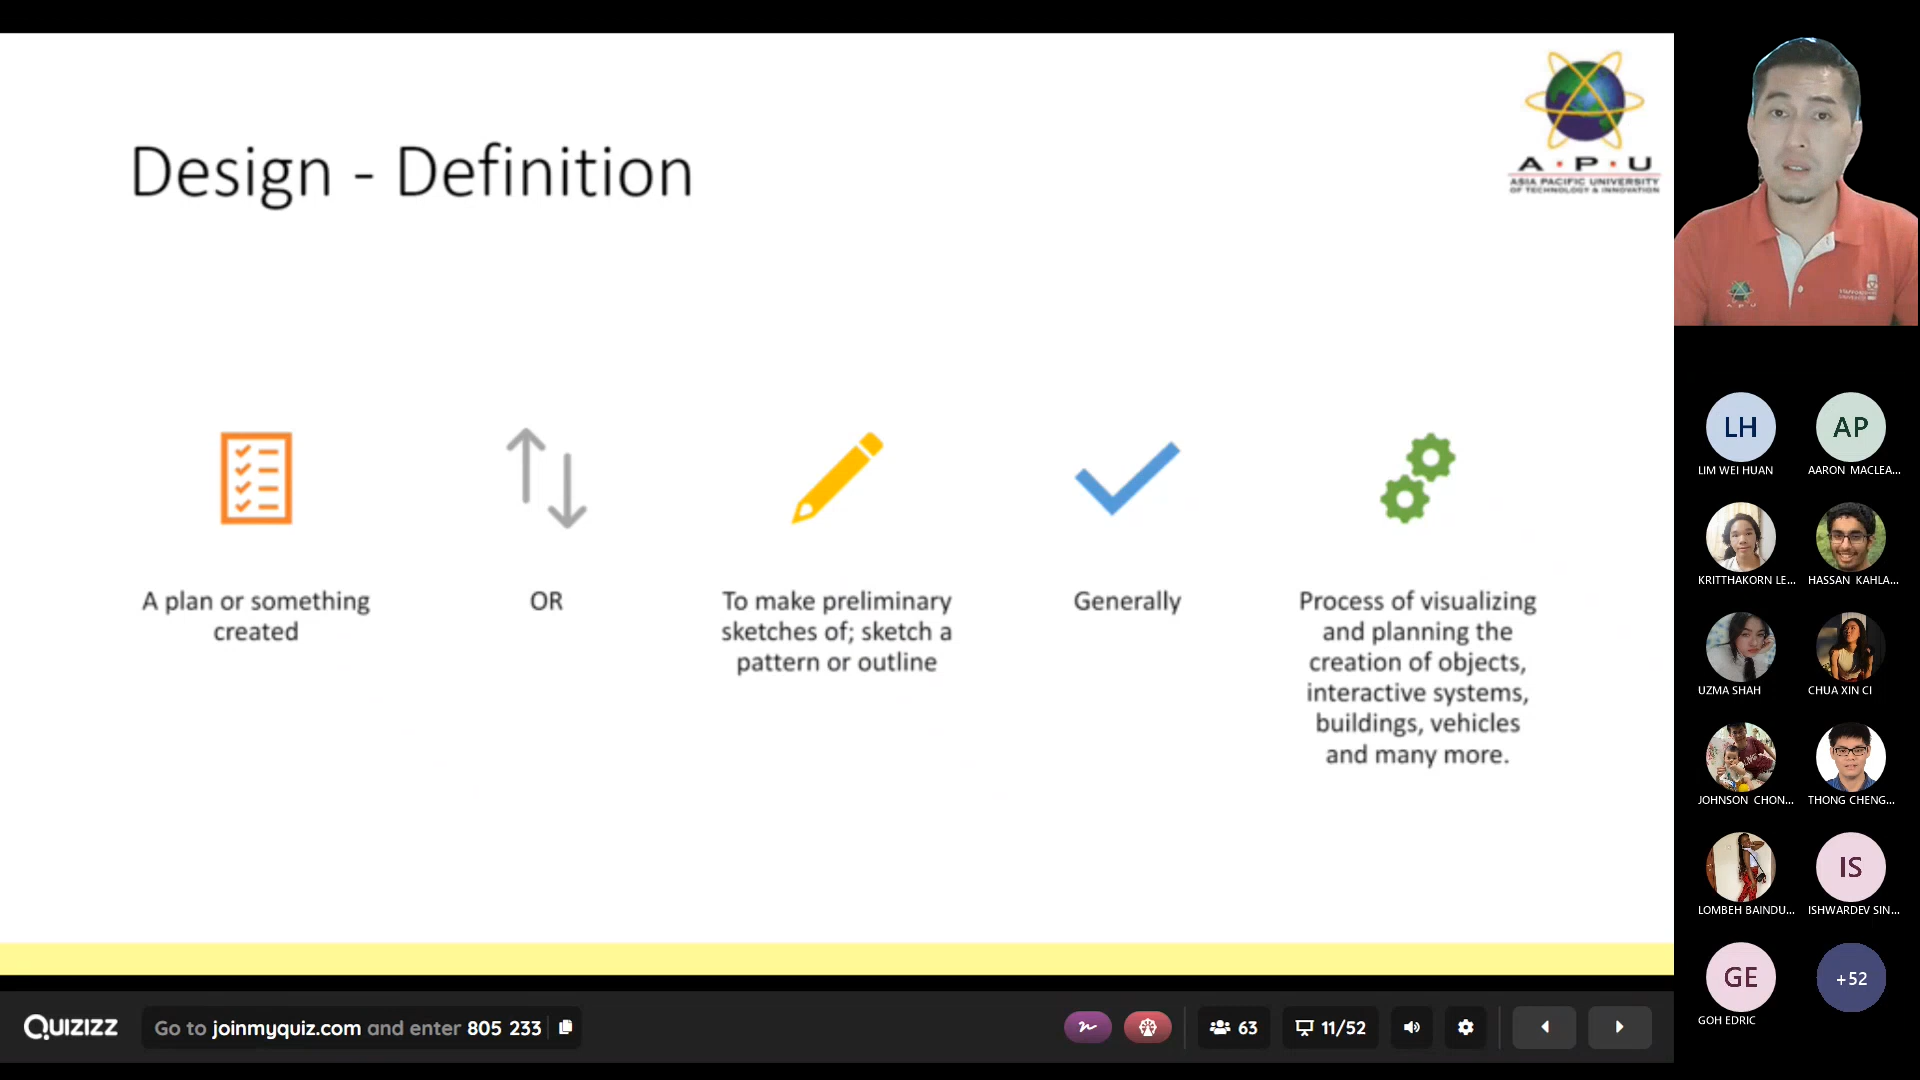 Design - Definition
A·P·U
ASIA PACIFIC UNIVERSITY
OF TECHNOLOGY & INNOVATION
A plan or something
created
OR
To make preliminary
sketches of; sketch a
pattern or outline
Generally
Process of visualizing
and planning the
creation of objects,
interactive systems,
buildings, vehicles
and many more.
LH
LIM WEI HUAN
AP
AARON MACLEA...
KRITTHAKORN LE...
HASSAN KAHLA...
UZMA SHAH
CHUA XIN CI
JOHNSON CHON...
THONG CHENG...
LOMBEH BAINDU...
IS
ISHWARDEV SIN...
GE
GOH EDRIC
+52
QUIZIZZ
Go to joinmyquiz.com and enter 805 233
63
11/52